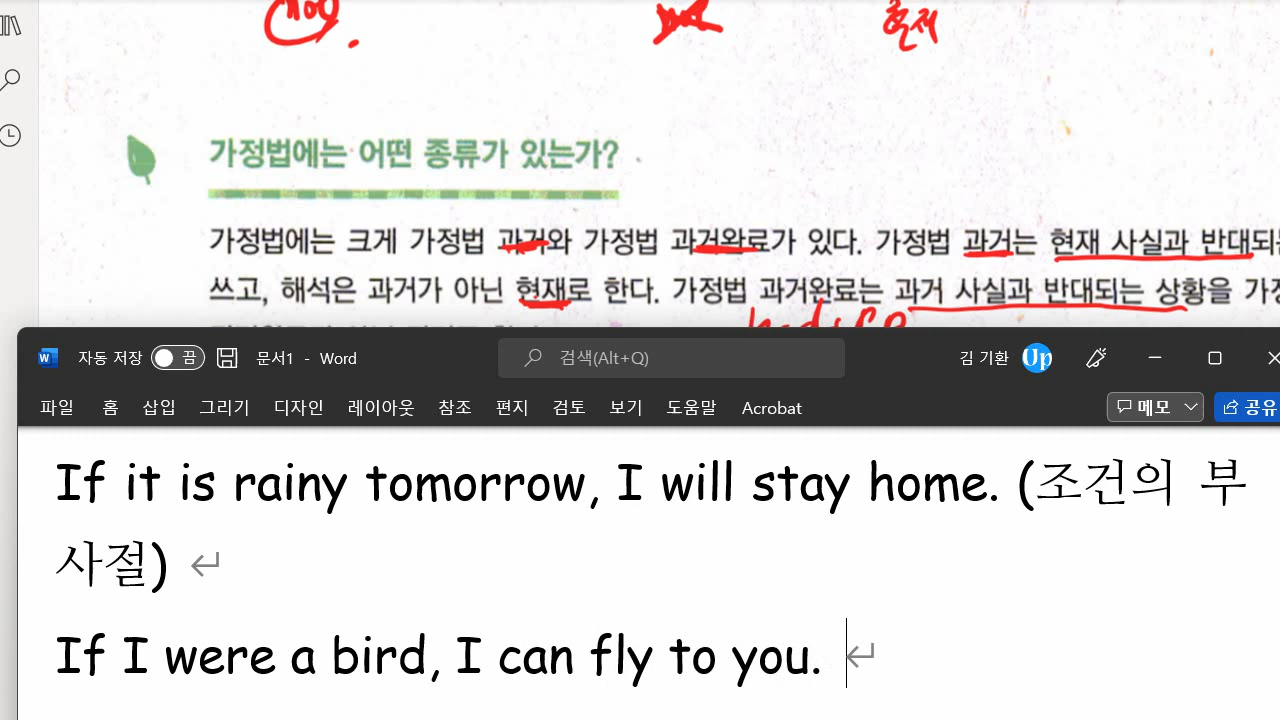 현재
가정법에는 어떤 종류가 있는가?
가정법에는 크게 가정법 과거와 가정법 과거완료가 있다. 가정법 과거는 현재 사실과 반대되는
쓰고, 해석은 과거가 아닌 현재로 한다. 가정법 과거완료는 과거 사실과 반대되는 상황을 가정
자동 저장 끔 문서1 - Word 검색(Alt+Q) 김 기환 Up
파일 홈 삽입 그리기 디자인 레이아웃 참조 편지 검토 보기 도움말 Acrobat 메모 공유
If it is rainy tomorrow, I will stay home. (조건의 부
사절)
If I were a bird, I can fly to you.